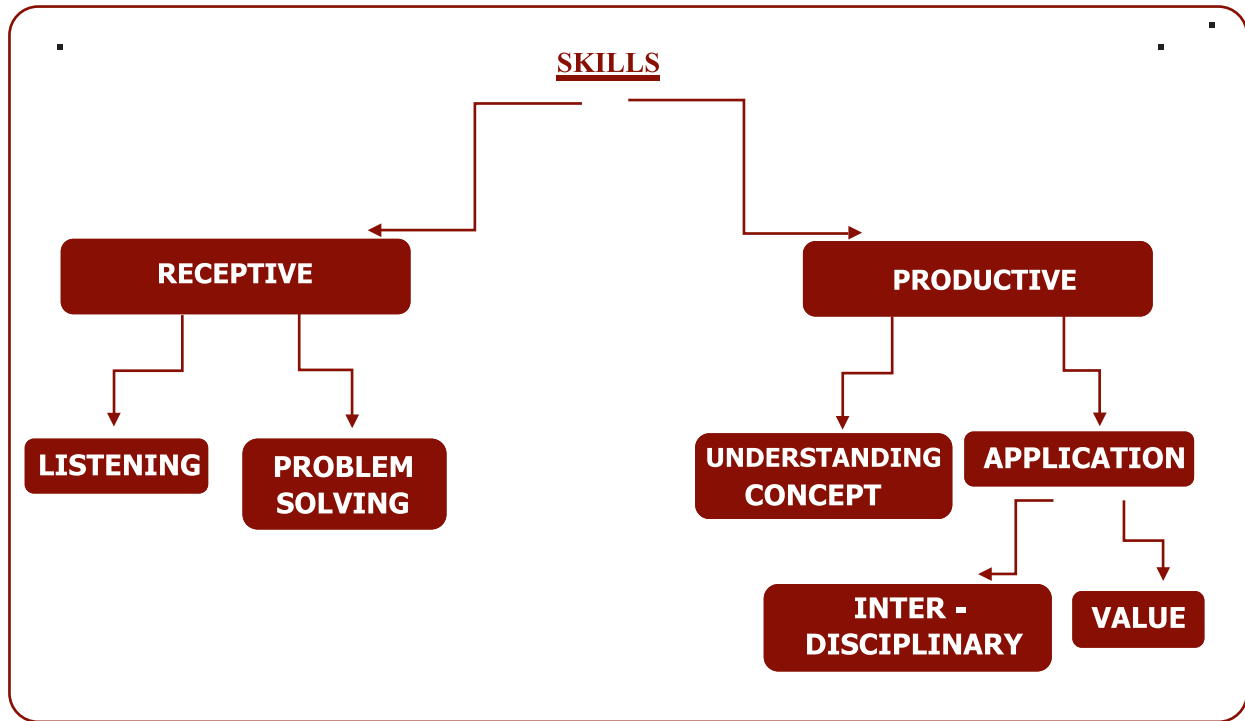 SKILLS
RECEPTIVE
PRODUCTIVE
LISTENING
PROBLEM
SOLVING
UNDERSTANDING
CONCEPT
APPLICATION
INTER -
DISCIPLINARY
VALUE